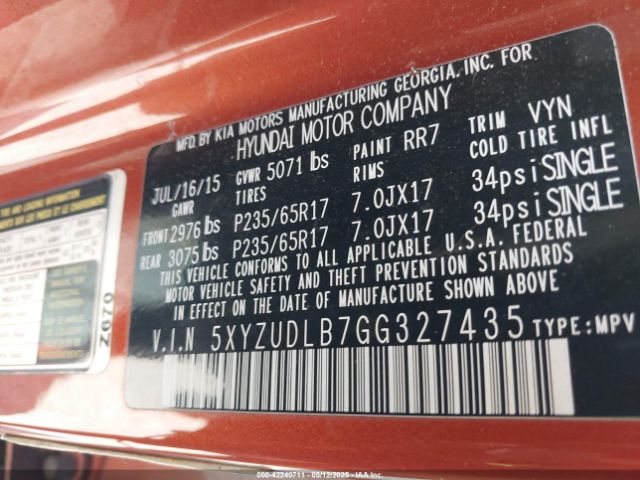 MFD. BY KIA MOTORS MANUFACTURING GEORGIA, INC. FOR
HYUNDAI MOTOR COMPANY
JUL/16/15 GVWR 5071 lbs PAINT RR7 TRIM VYN
GAWR TIRES RIMS COLD TIRE INFL
FRONT 2976 lbs P235/65R17 7.0JX17 34psi SINGLE
REAR 3075 lbs P235/65R17 7.0JX17 34psi SINGLE
THIS VEHICLE CONFORMS TO ALL APPLICABLE U.S.A. FEDERAL
MOTOR VEHICLE SAFETY AND THEFT PREVENTION STANDARDS
IN EFFECT ON THE DATE OF MANUFACTURE SHOWN ABOVE
V.I.N 5XYZUDLB7GG327435 TYPE: MPV
Z670
000-42240711 - 05/12/2025 - IAAI COMPANY